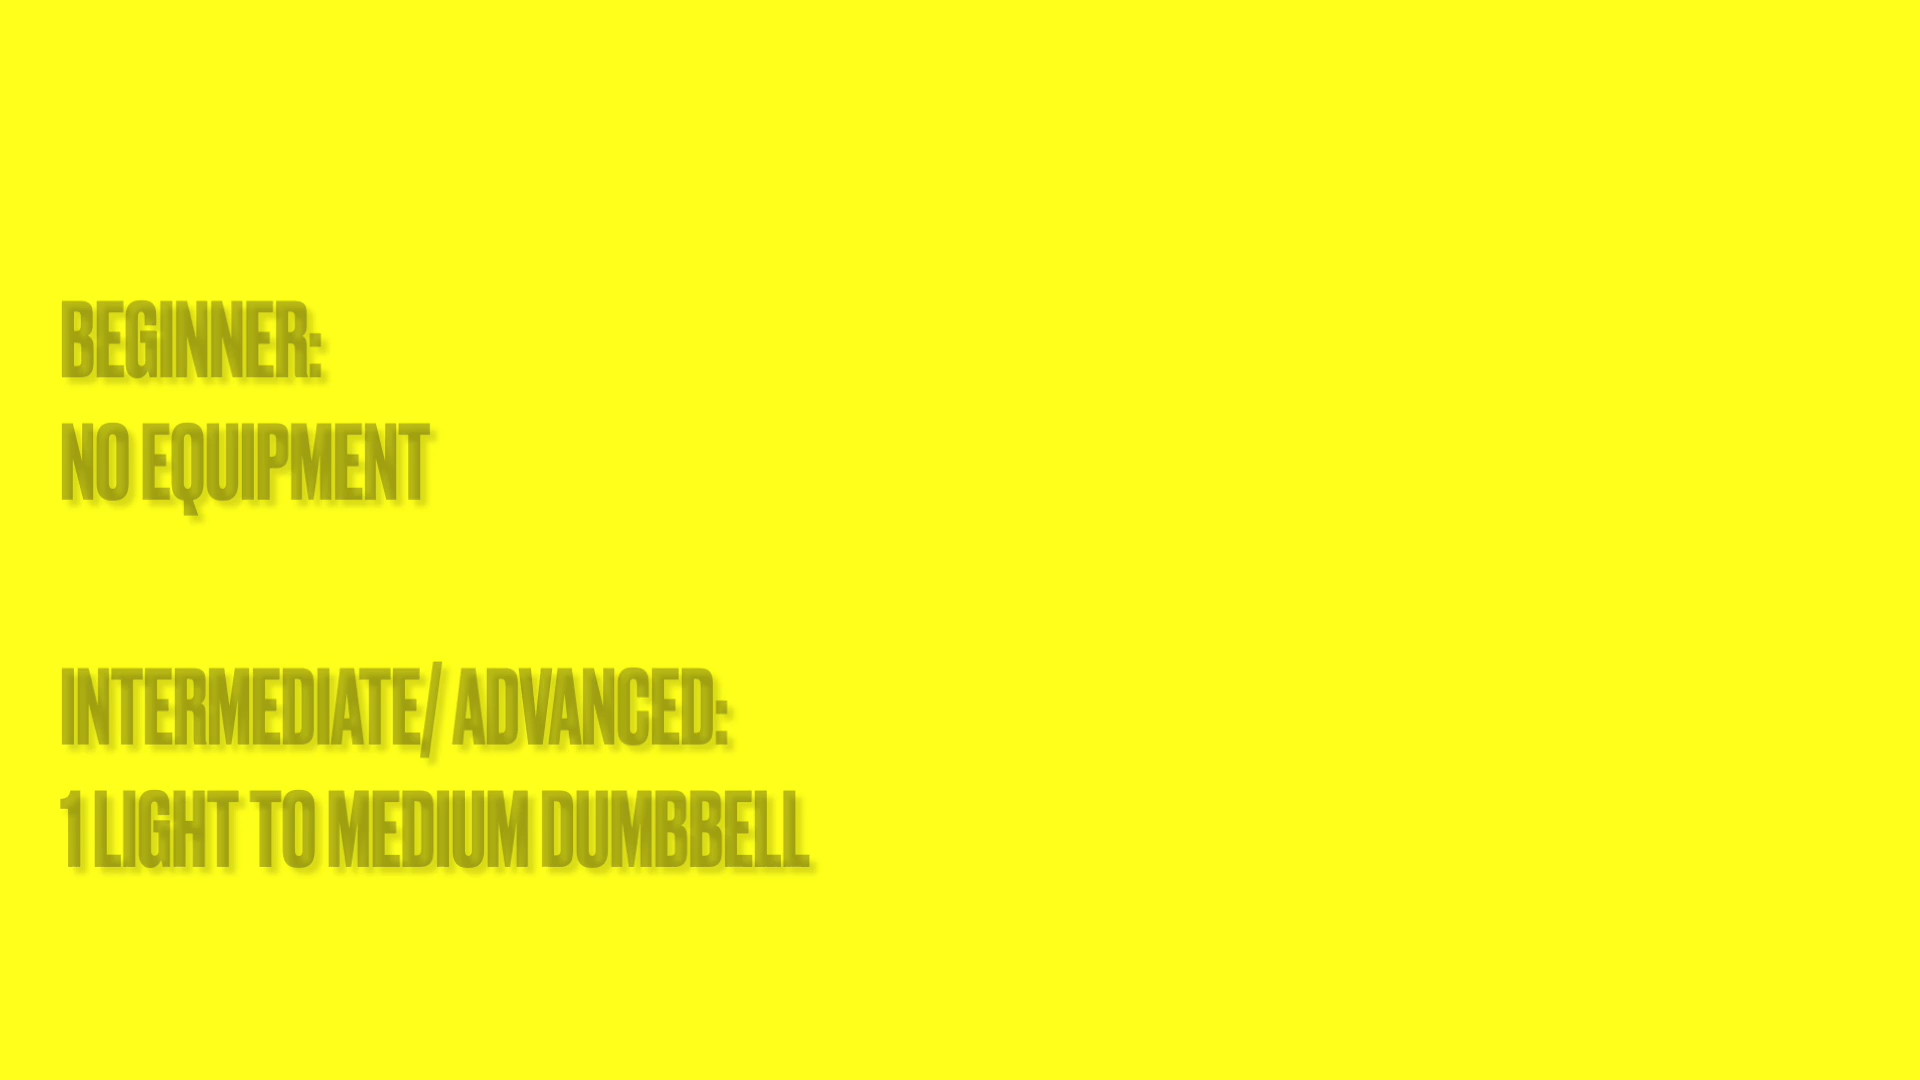 BEGINNER:
NO EQUIPMENT
INTERMEDIATE/ ADVANCED:
1 LIGHT TO MEDIUM DUMBBELL